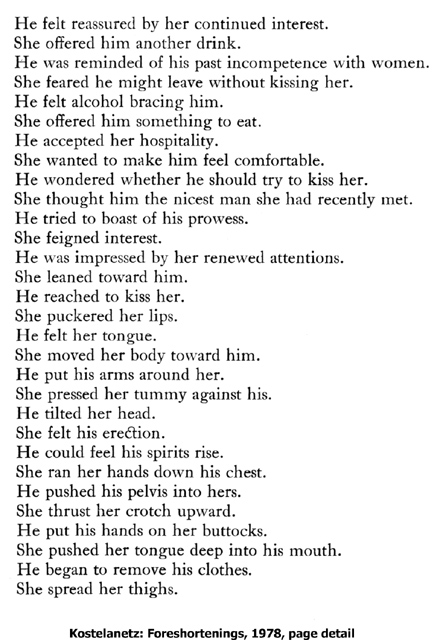 He felt reassured by her continued interest.
She offered him another drink.
He was reminded of his past incompetence with women.
She feared he might leave without kissing her.
He felt alcohol bracing him.
She offered him something to eat.
He accepted her hospitality.
She wanted to make him feel comfortable.
He wondered whether he should try to kiss her.
She thought him the nicest man she had recently met.
He tried to boast of his prowess.
She feigned interest.
He was impressed by her renewed attentions.
She leaned toward him.
He reached to kiss her.
She puckered her lips.
He felt her tongue.
She moved her body toward him.
He put his arms around her.
She pressed her tummy against his.
He tilted her head.
She felt his erection.
He could feel his spirits rise.
She ran her hands down his chest.
He pushed his pelvis into hers.
She thrust her crotch upward.
He put his hands on her buttocks.
She pushed her tongue deep into his mouth.
He began to remove his clothes.
She spread her thighs.
Kostelanetz: Foreshortenings, 1978, page detail